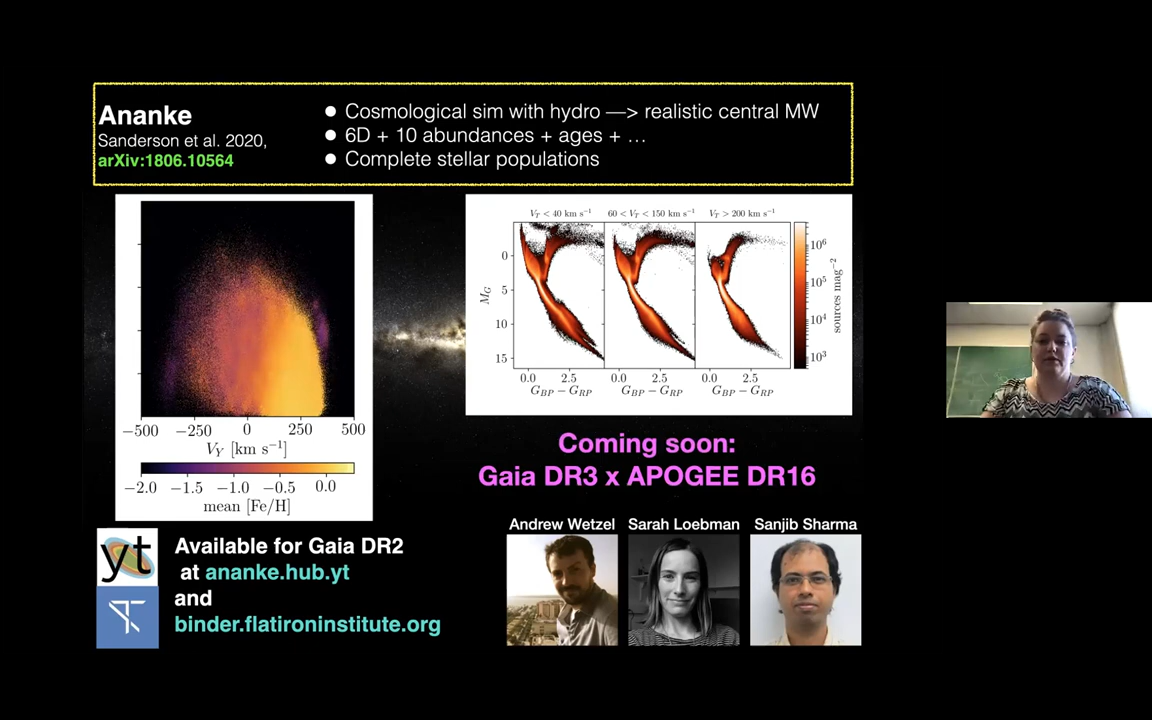 Ananke
Sanderson et al. 2020,
arXiv:1806.10564
● Cosmological sim with hydro —> realistic central MW
● 6D + 10 abundances + ages + …
● Complete stellar populations
−500 −250 0 250 500
V_Y [km s⁻¹]
−2.0 −1.5 −1.0 −0.5 0.0
mean [Fe/H]
V_T < 40 km s⁻¹ 60 < V_T < 150 km s⁻¹ V_T > 200 km s⁻¹
M_G
0
5
10
15
0.0 2.5 0.0 2.5 0.0 2.5
G_BP − G_RP G_BP − G_RP G_BP − G_RP
10⁶
10⁵
10⁴
10³
sources mag⁻²
Coming soon:
Gaia DR3 x APOGEE DR16
Andrew Wetzel Sarah Loebman Sanjib Sharma
yt
Available for Gaia DR2
at ananke.hub.yt
and
binder.flatironinstitute.org